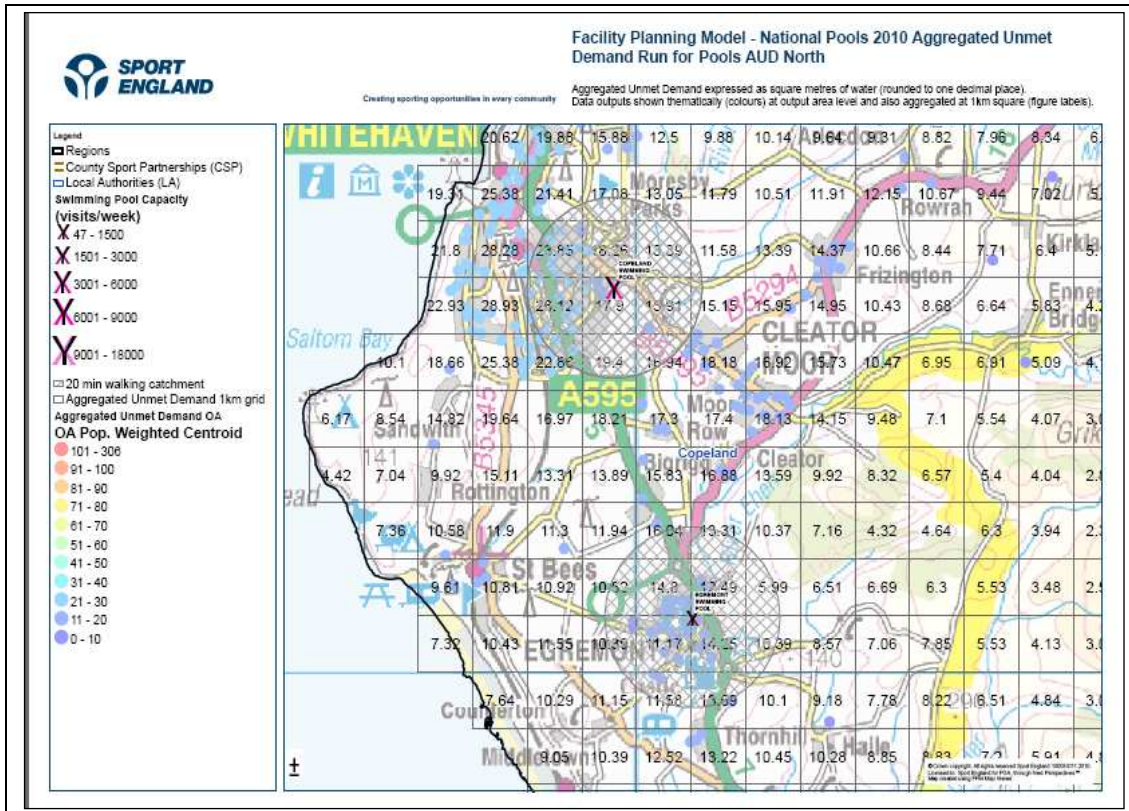 SPORT
ENGLAND
Creating sporting opportunities in every community
Facility Planning Model - National Pools 2010 Aggregated Unmet
Demand Run for Pools AUD North
Aggregated Unmet Demand expressed as square metres of water (rounded to one decimal place).
Data outputs shown thematically (colours) at output area level and also aggregated at 1km square (figure labels).
Legend
Regions
County Sport Partnerships (CSP)
Local Authorities (LA)
Swimming Pool Capacity
(visits/week)
47 - 1500
1501 - 3000
3001 - 6000
6001 - 9000
9001 - 18000
20 min walking catchment
Aggregated Unmet Demand 1km grid
Aggregated Unmet Demand OA
OA Pop. Weighted Centroid
101 - 306
91 - 100
81 - 90
71 - 80
61 - 70
51 - 60
41 - 50
31 - 40
21 - 30
11 - 20
0 - 10
WHITEHAVEN
20.62 19.88 15.88 12.5 9.88 10.14 9.64 9.31 8.82 7.96 8.34
Moresby
Parks
25.38 21.41 17.08 13.05 11.79 10.51 11.91 12.15 10.67 9.44 7.02
Rowrah
21.8 28.28 11.58 13.39 14.37 10.66 8.44 7.71 6.4
COPELAND
SWIMMING
POOL
Frizington
22.93 28.93 17.9 15.15 15.95 14.95 10.43 8.68 6.64 5.83
B5294
CLEATOR
MOOR
Saltom Bay
10.1 18.66 25.38 22.66 19.4 18.18 16.92 15.73 10.47 6.95 6.91 5.09
A595
6.17 8.54 14.82 19.64 16.97 18.21 17.3 17.4 18.13 14.15 9.48 7.1 5.54 4.07
Sandwith
B5345
Moor
Row
Copeland
141
Bigrigg
Cleator
4.42 7.04 9.92 15.11 13.31 13.89 15.83 16.88 13.59 9.92 8.32 6.57 5.4 4.04
Rottington
7.36 10.58 11.9 11.3 11.94 16.04 13.31 10.37 7.16 4.32 4.64 6.3 3.94
St Bees
9.61 10.81 10.92 10.52 14.8 12.49 5.99 6.51 6.69 6.3 5.53 3.48
EGREMONT
SWIMMING
POOL
7.32 10.43 11.55 10.39 11.17 10.39 8.57 7.06 7.85 5.53 4.13
EGREMONT
140
7.64 10.29 11.15 11.58 13.69 10.1 9.18 7.78 8.22 6.51 4.84
Coulderton
Thornhill
Haile
Middletown
9.05 10.39 12.52 13.22 10.45 10.28 8.85 5.91